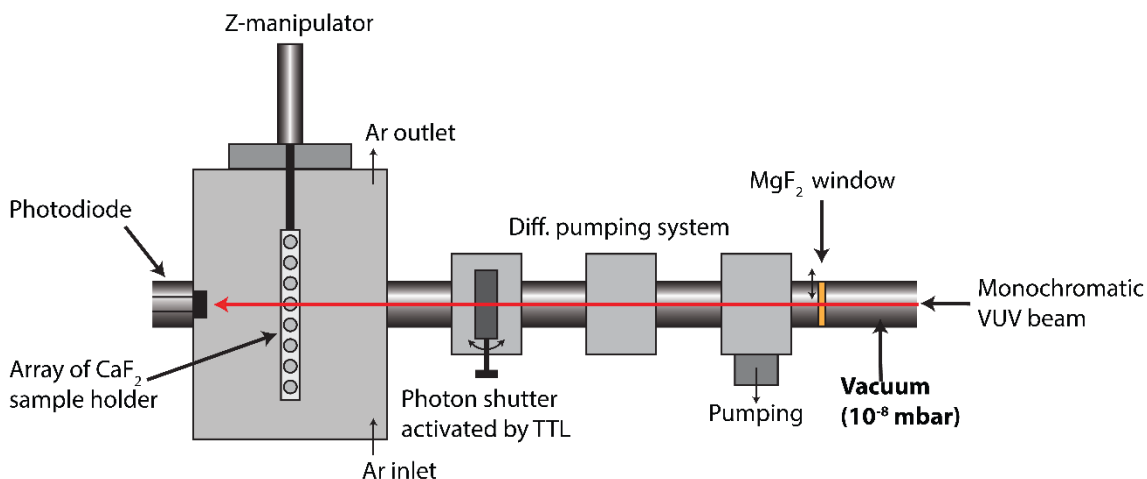 Z-manipulator
Ar outlet
MgF₂ window
Photodiode
Diff. pumping system
Monochromatic
VUV beam
Array of CaF₂
sample holder
Photon shutter
activated by TTL
Pumping
Vacuum
(10⁻⁸ mbar)
Ar inlet